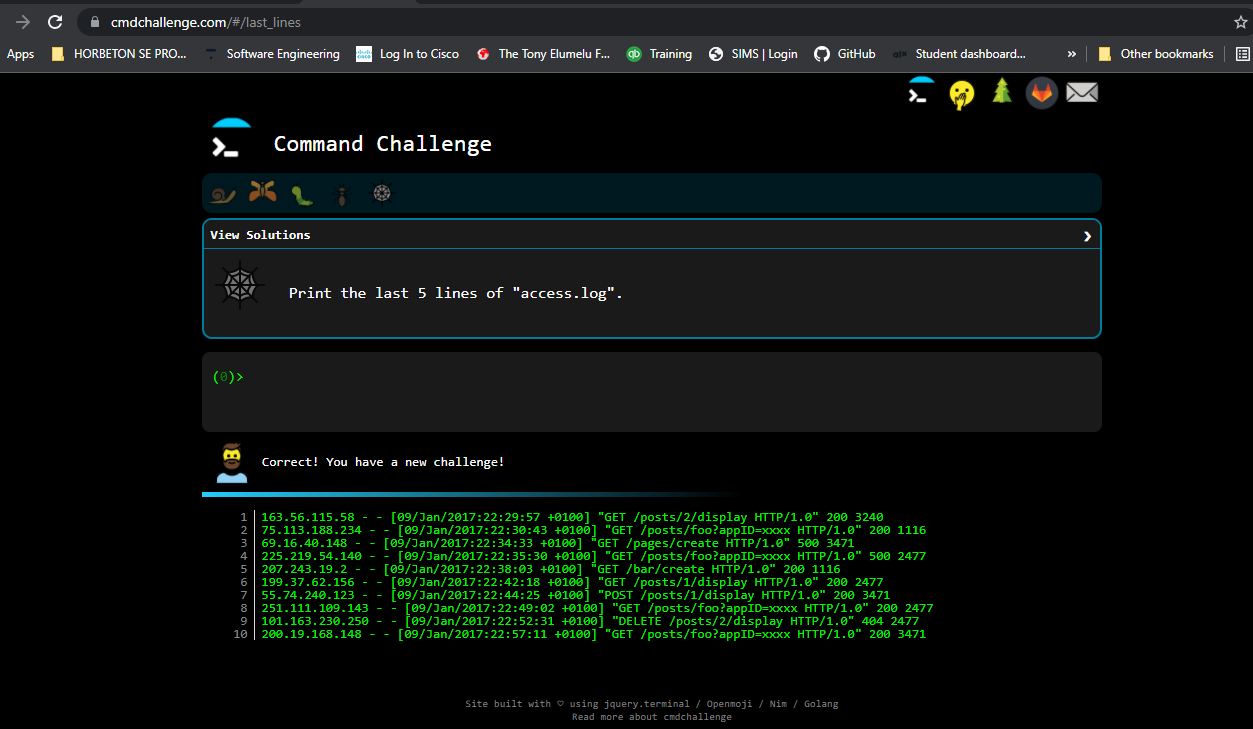 cmdchallenge.com/#/last_lines
Apps HORBETON SE PRO... Software Engineering Log In to Cisco The Tony Elumelu F... Training SIMS | Login GitHub Student dashboard... » Other bookmarks
Command Challenge
View Solutions
Print the last 5 lines of "access.log".
(0)>
Correct! You have a new challenge!
1 163.56.115.58 - - [09/Jan/2017:22:29:57 +0100] "GET /posts/2/display HTTP/1.0" 200 3240
2 75.113.188.234 - - [09/Jan/2017:22:30:43 +0100] "GET /posts/foo?appID=xxxx HTTP/1.0" 200 1116
3 69.16.40.148 - - [09/Jan/2017:22:34:33 +0100] "GET /pages/create HTTP/1.0" 500 3471
4 225.219.54.140 - - [09/Jan/2017:22:35:30 +0100] "GET /posts/foo?appID=xxxx HTTP/1.0" 500 2477
5 207.243.19.2 - - [09/Jan/2017:22:38:03 +0100] "GET /bar/create HTTP/1.0" 200 1116
6 199.37.62.156 - - [09/Jan/2017:22:42:18 +0100] "GET /posts/1/display HTTP/1.0" 200 2477
7 55.74.240.123 - - [09/Jan/2017:22:44:25 +0100] "POST /posts/1/display HTTP/1.0" 200 3471
8 251.111.109.143 - - [09/Jan/2017:22:49:02 +0100] "GET /posts/foo?appID=xxxx HTTP/1.0" 200 2477
9 101.163.230.250 - - [09/Jan/2017:22:52:31 +0100] "DELETE /posts/2/display HTTP/1.0" 404 2477
10 200.19.168.148 - - [09/Jan/2017:22:57:11 +0100] "GET /posts/foo?appID=xxxx HTTP/1.0" 200 3471
Site built with ♡ using jquery.terminal / Openmoji / Nim / Golang
Read more about cmdchallenge